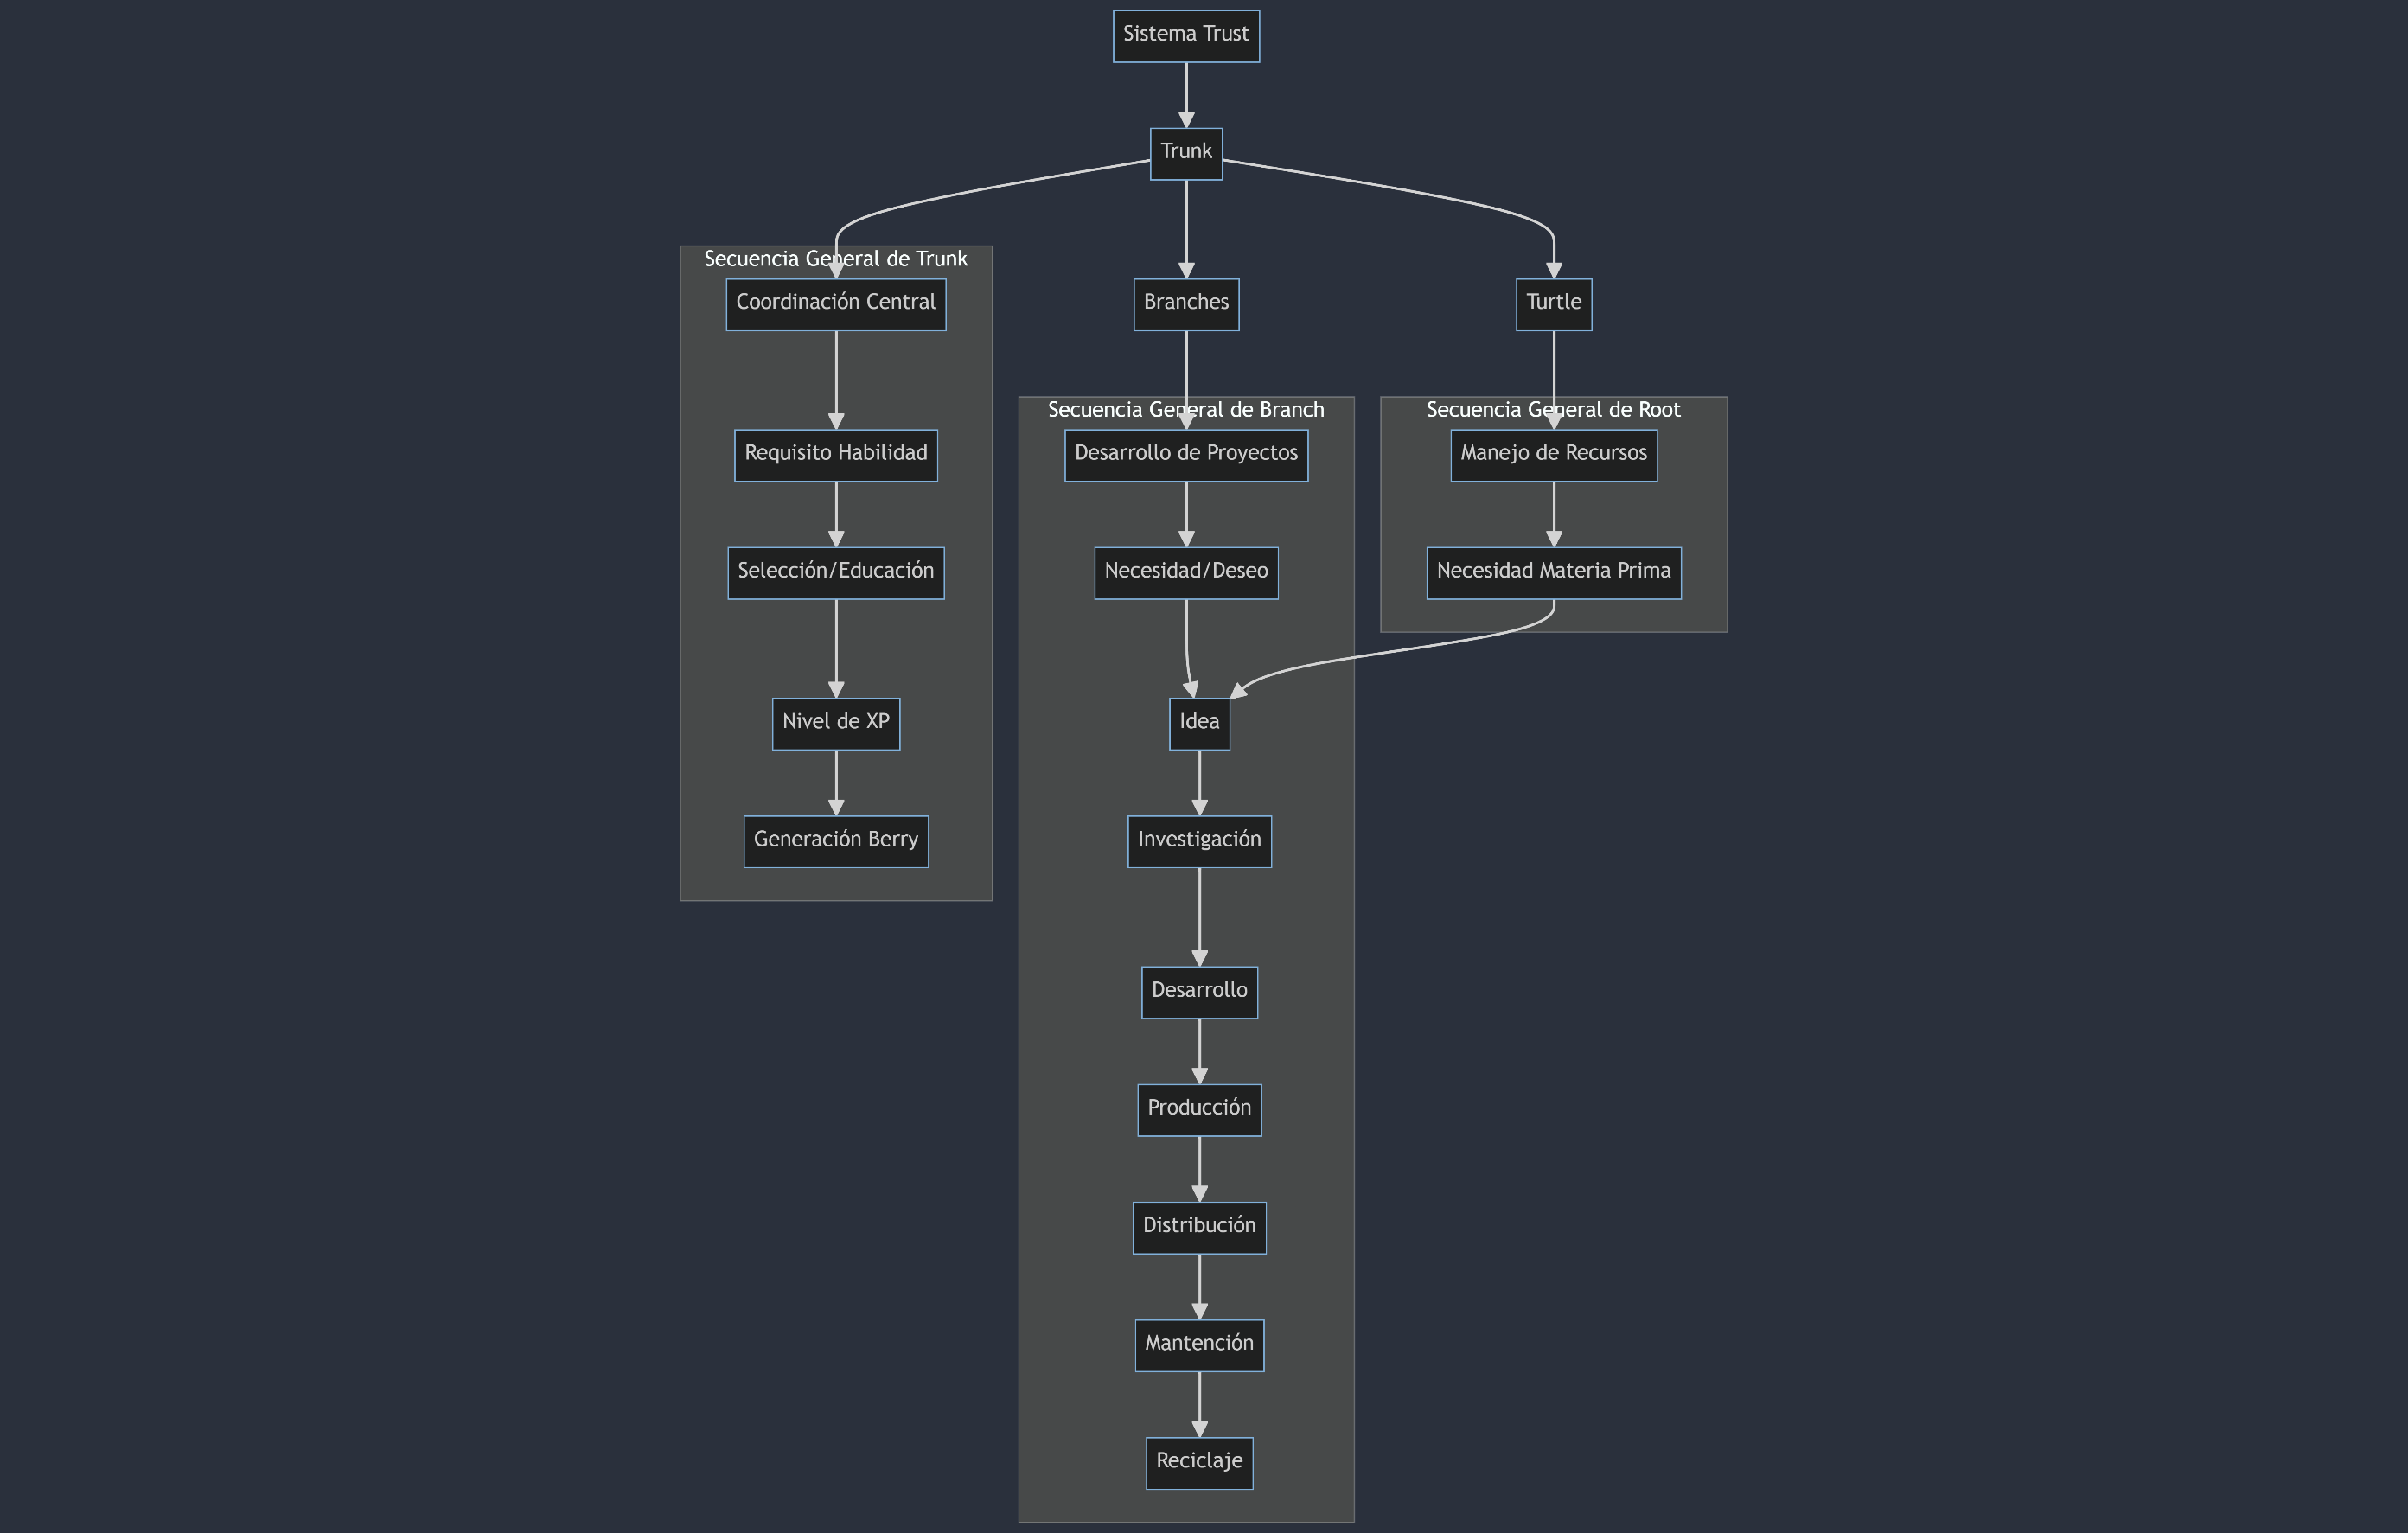 Sistema Trust
Trunk
Secuencia General de Trunk
Coordinación Central
Branches
Turtle
Secuencia General de Branch
Secuencia General de Root
Requisito Habilidad
Desarrollo de Proyectos
Manejo de Recursos
Selección/Educación
Necesidad/Deseo
Necesidad Materia Prima
Nivel de XP
Idea
Generación Berry
Investigación
Desarrollo
Producción
Distribución
Mantención
Reciclaje